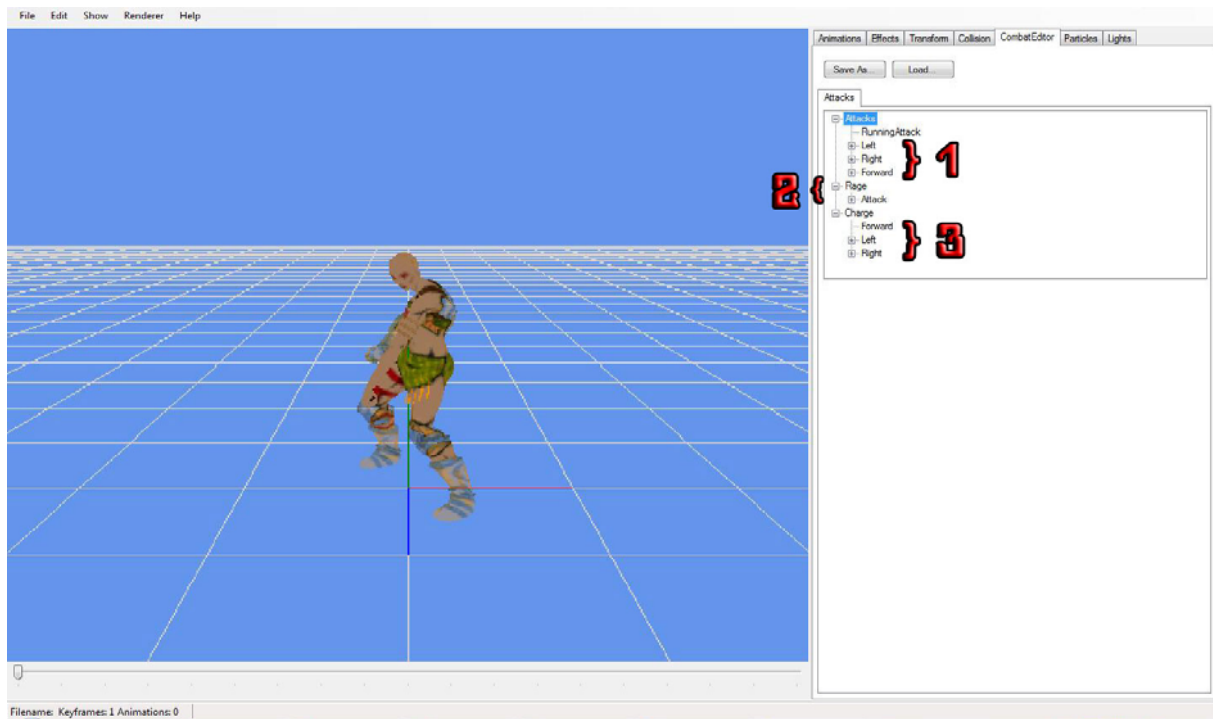 File Edit Show Renderer Help
Animations Effects Transform Collision CombatEditor Particles Lights
Save As... Load...
Attacks
Attacks
RunningAttack
Left
Right
Forward
} 1
2 {
Rage
Attack
Charge
Forward
Left
Right
} 3
Filename: Keyframes: 1 Animations: 0